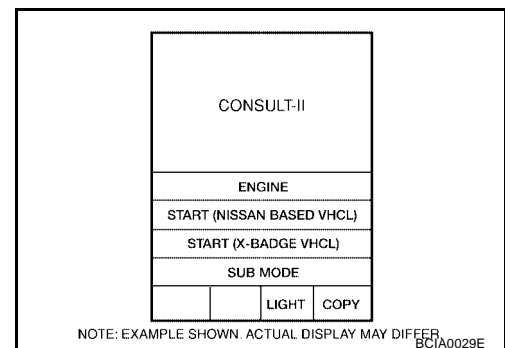 CONSULT-II
ENGINE
START (NISSAN BASED VHCL)
START (X-BADGE VHCL)
SUB MODE
LIGHT COPY
NOTE: EXAMPLE SHOWN. ACTUAL DISPLAY MAY DIFFER
BCIA0029E